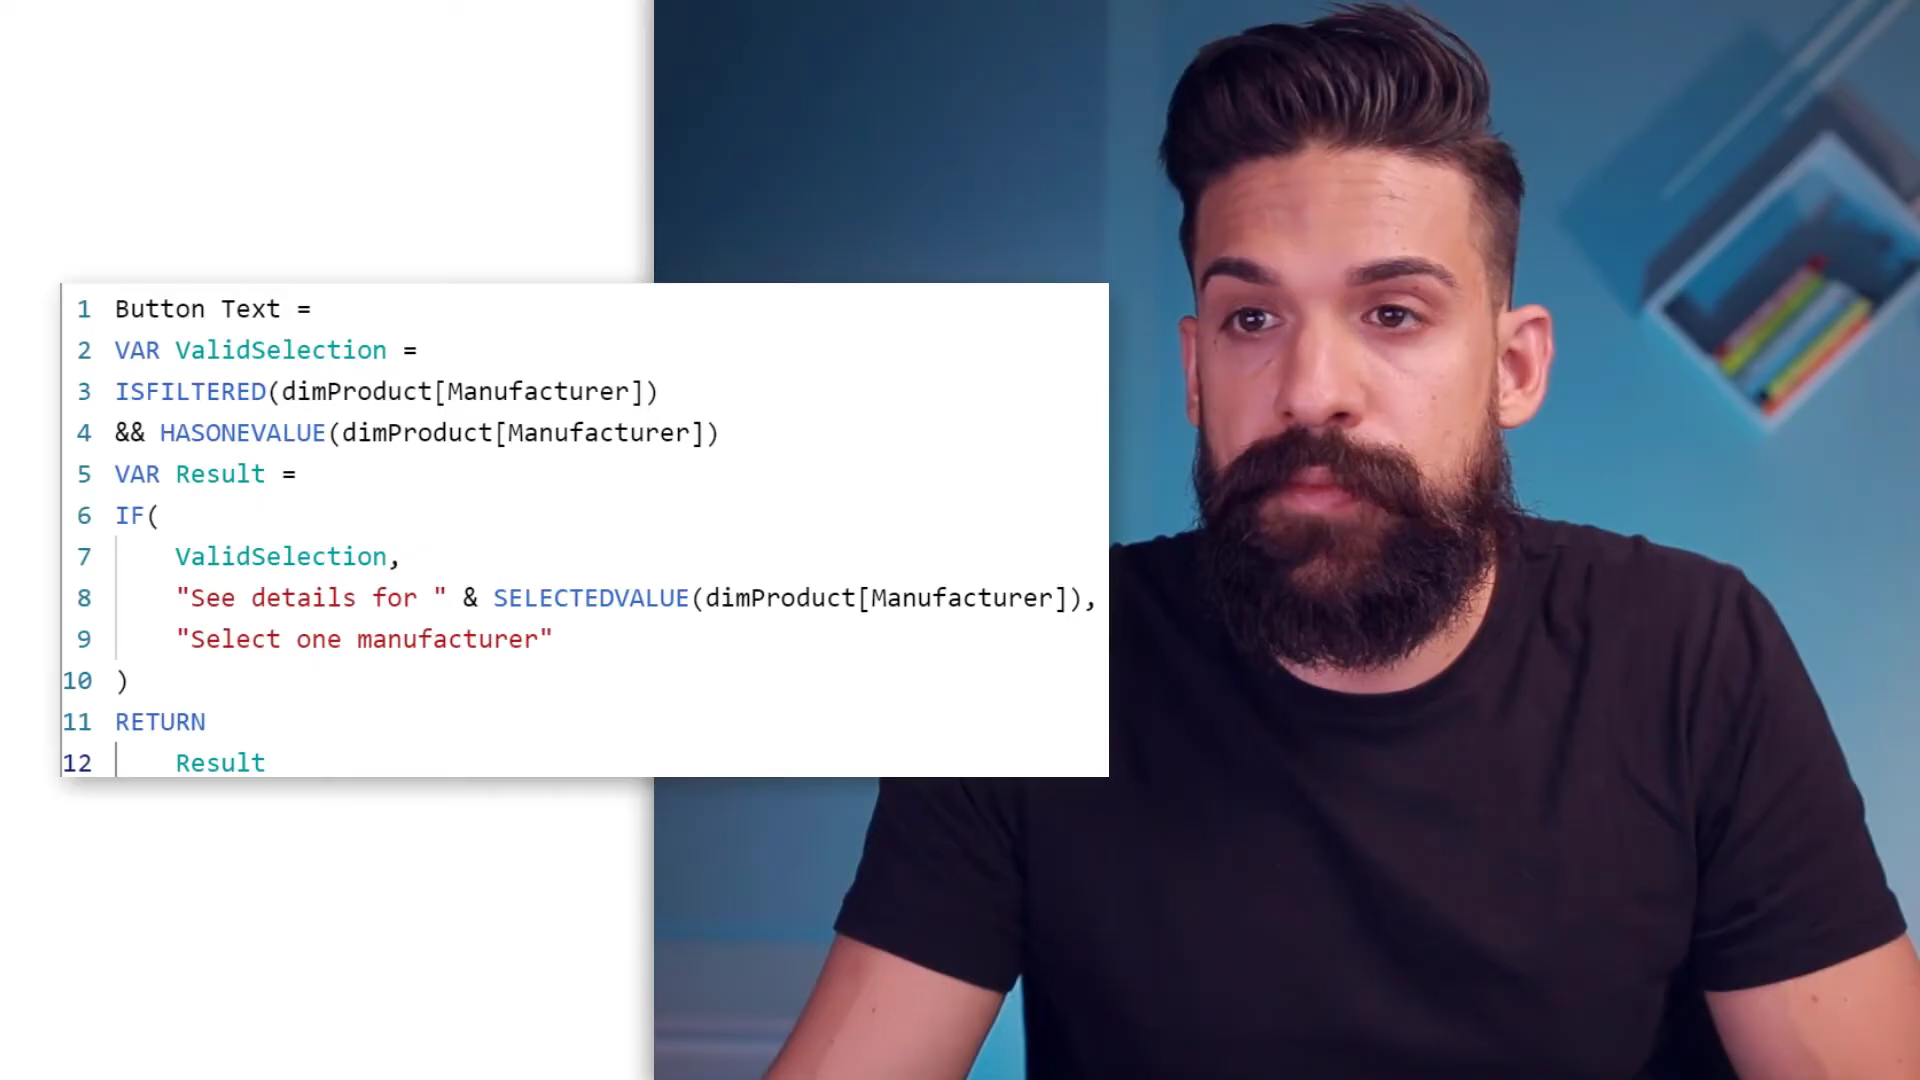 1 Button Text =
2 VAR ValidSelection =
3 ISFILTERED(dimProduct[Manufacturer])
4 && HASONEVALUE(dimProduct[Manufacturer])
5 VAR Result =
6 IF(
7     ValidSelection,
8     "See details for " & SELECTEDVALUE(dimProduct[Manufacturer]),
9     "Select one manufacturer"
10 )
11 RETURN
12     Result